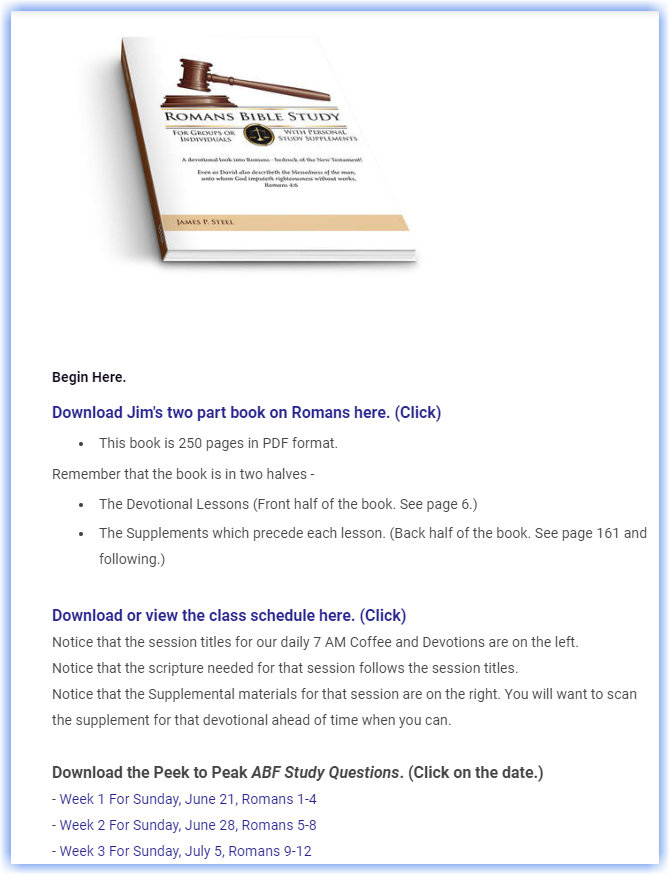 ROMANS BIBLE STUDY
FOR GROUPS OR INDIVIDUALS
WITH PERSONAL STUDY SUPPLEMENTS
A devotional look into Romans - bedrock of the New Testament!
Even as David also describeth the blessedness of the man,
unto whom God imputeth righteousness without works,
Romans 4:6
JAMES P. STEEL
Begin Here.
Download Jim's two part book on Romans here. (Click)
• This book is 250 pages in PDF format.
Remember that the book is in two halves -
• The Devotional Lessons (Front half of the book. See page 6.)
• The Supplements which precede each lesson. (Back half of the book. See page 161 and
following.)
Download or view the class schedule here. (Click)
Notice that the session titles for our daily 7 AM Coffee and Devotions are on the left.
Notice that the scripture needed for that session follows the session titles.
Notice that the Supplemental materials for that session are on the right. You will want to scan
the supplement for that devotional ahead of time when you can.
Download the Peek to Peak ABF Study Questions. (Click on the date.)
- Week 1 For Sunday, June 21, Romans 1-4
- Week 2 For Sunday, June 28, Romans 5-8
- Week 3 For Sunday, July 5, Romans 9-12